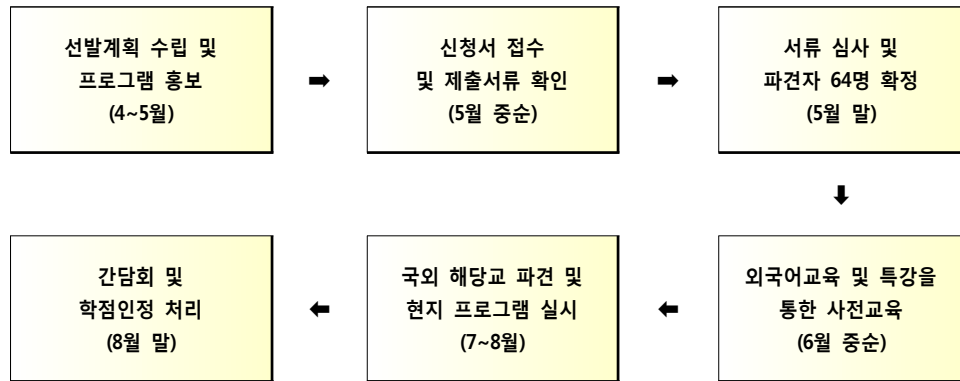 선발계획 수립 및
프로그램 홍보
(4~5월)
➡
신청서 접수
및 제출서류 확인
(5월 중순)
➡
서류 심사 및
파견자 64명 확정
(5월 말)
⬇
외국어교육 및 특강을
통한 사전교육
(6월 중순)
⬅
국외 해당교 파견 및
현지 프로그램 실시
(7~8월)
⬅
간담회 및
학점인정 처리
(8월 말)